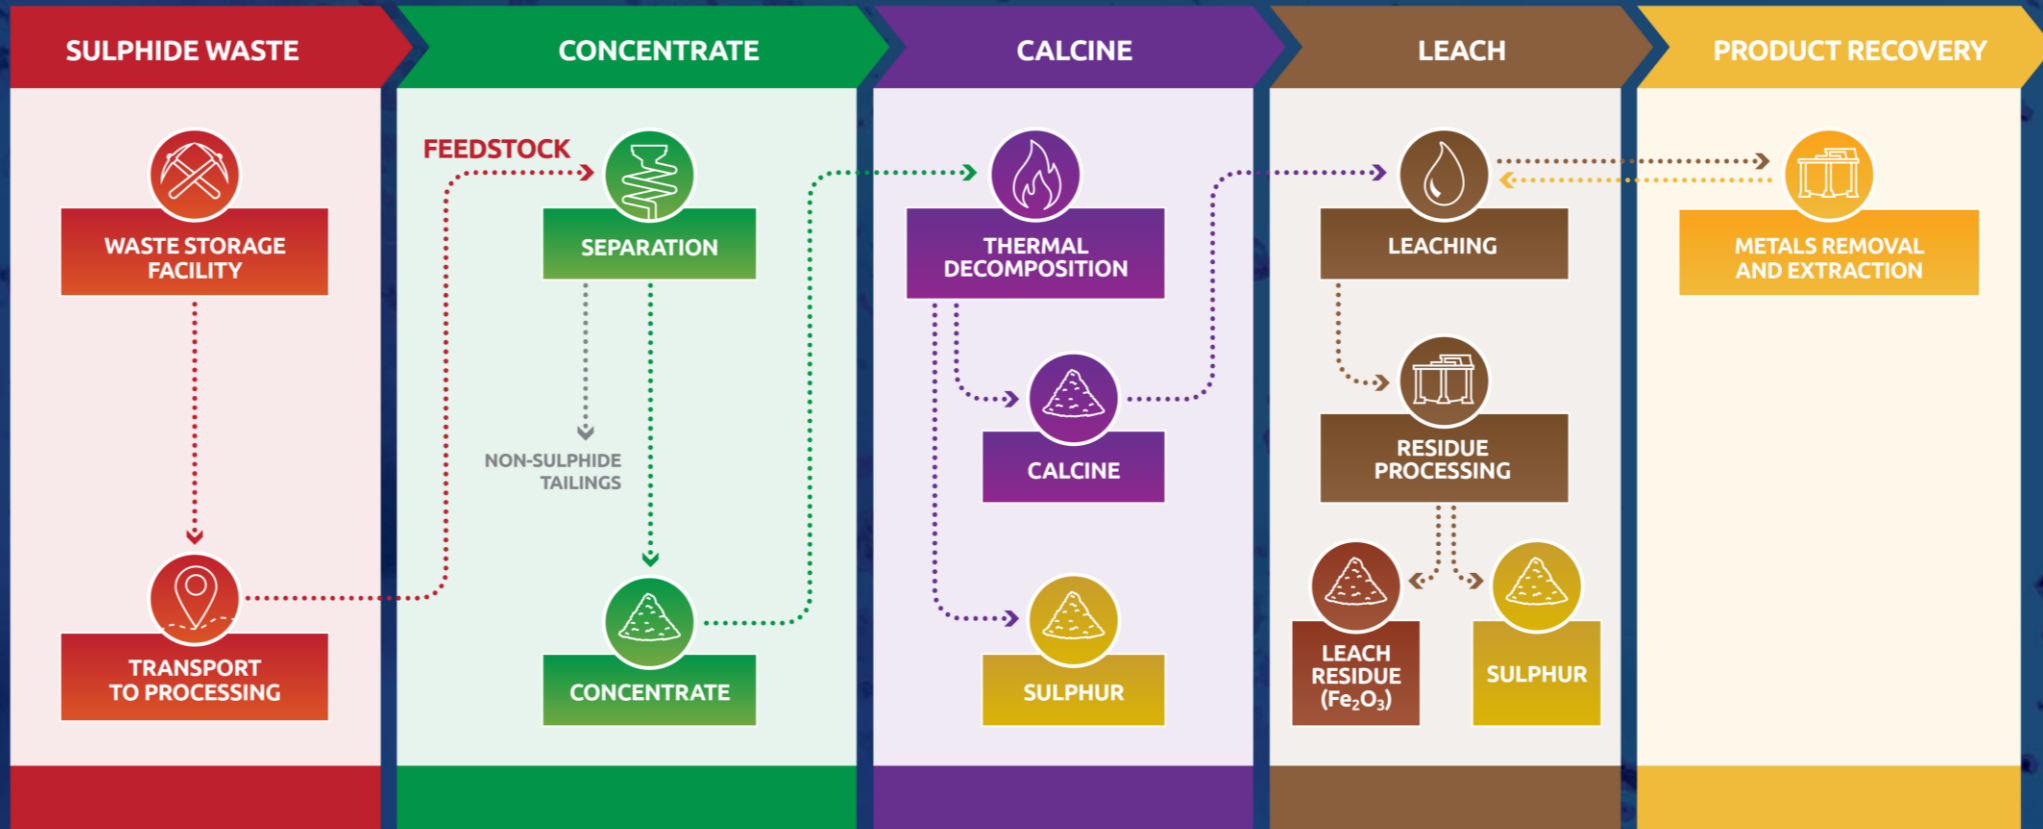 SULPHIDE WASTE
CONCENTRATE
CALCINE
LEACH
PRODUCT RECOVERY
WASTE STORAGE
FACILITY
TRANSPORT
TO PROCESSING
FEEDSTOCK
SEPARATION
NON-SULPHIDE
TAILINGS
CONCENTRATE
THERMAL
DECOMPOSITION
CALCINE
SULPHUR
LEACHING
RESIDUE
PROCESSING
LEACH
RESIDUE
(Fe₂O₃)
SULPHUR
METALS REMOVAL
AND EXTRACTION